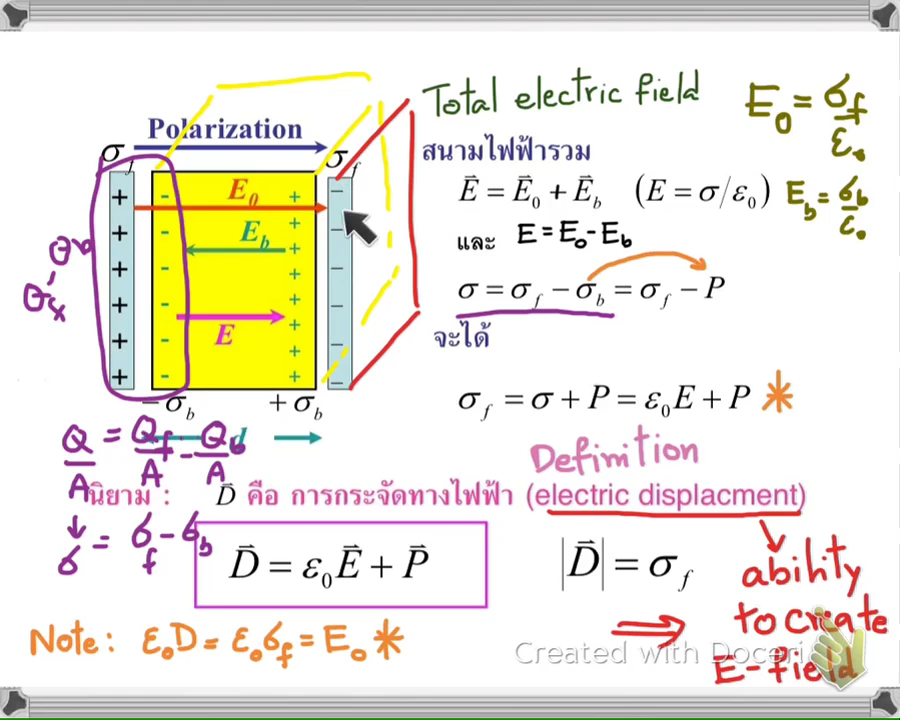 Total electric field
E₀ = σf/ε₀
Polarization
σf
σf
สนามไฟฟ้ารวม
E₀
E⃗ = E⃗₀ + E⃗b (E = σ/ε₀)
Eb = σb/ε₀
Eb
และ E = E₀ - Eb
σ = σf − σb = σf − P
E
จะได้
−σb +σb
σf = σ + P = ε₀E + P *
d
Q/A = Qf/A - Qb/A
Definition
นิยาม : D⃗ คือ การกระจัดทางไฟฟ้า (electric displacment)
σ = σf - σb
D⃗ = ε₀E⃗ + P⃗
|D⃗| = σf
ability
to create
E-field
Note: ε₀D = ε₀σf = E₀ *
Created with Doceri